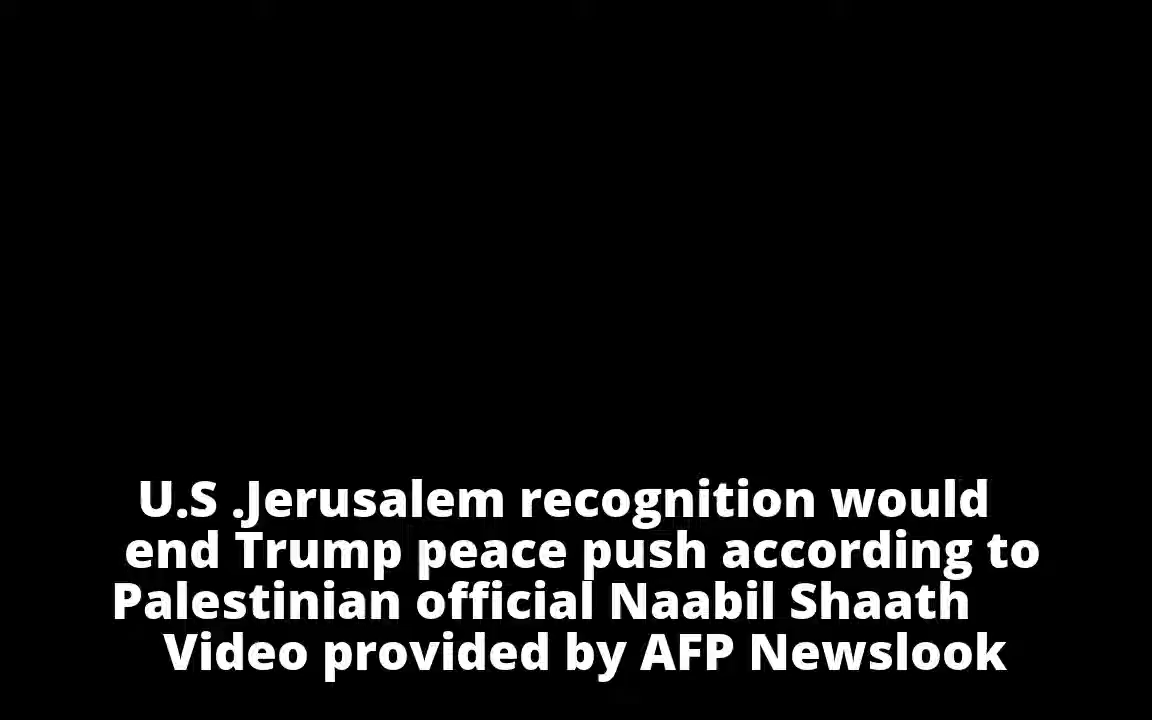 U.S .Jerusalem recognition would
end Trump peace push according to
Palestinian official Naabil Shaath
Video provided by AFP Newslook